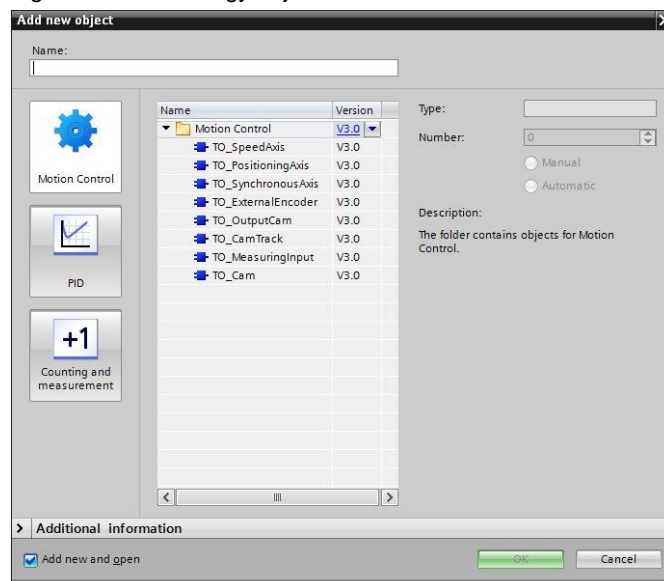 Add new object
Name:
Motion Control
PID
+1
Counting and
measurement
Name Version
Motion Control V3.0
TO_SpeedAxis V3.0
TO_PositioningAxis V3.0
TO_SynchronousAxis V3.0
TO_ExternalEncoder V3.0
TO_OutputCam V3.0
TO_CamTrack V3.0
TO_MeasuringInput V3.0
TO_Cam V3.0
Type:
Number: 0
Manual
Automatic
Description:
The folder contains objects for Motion
Control.
Additional information
Add new and open
OK Cancel